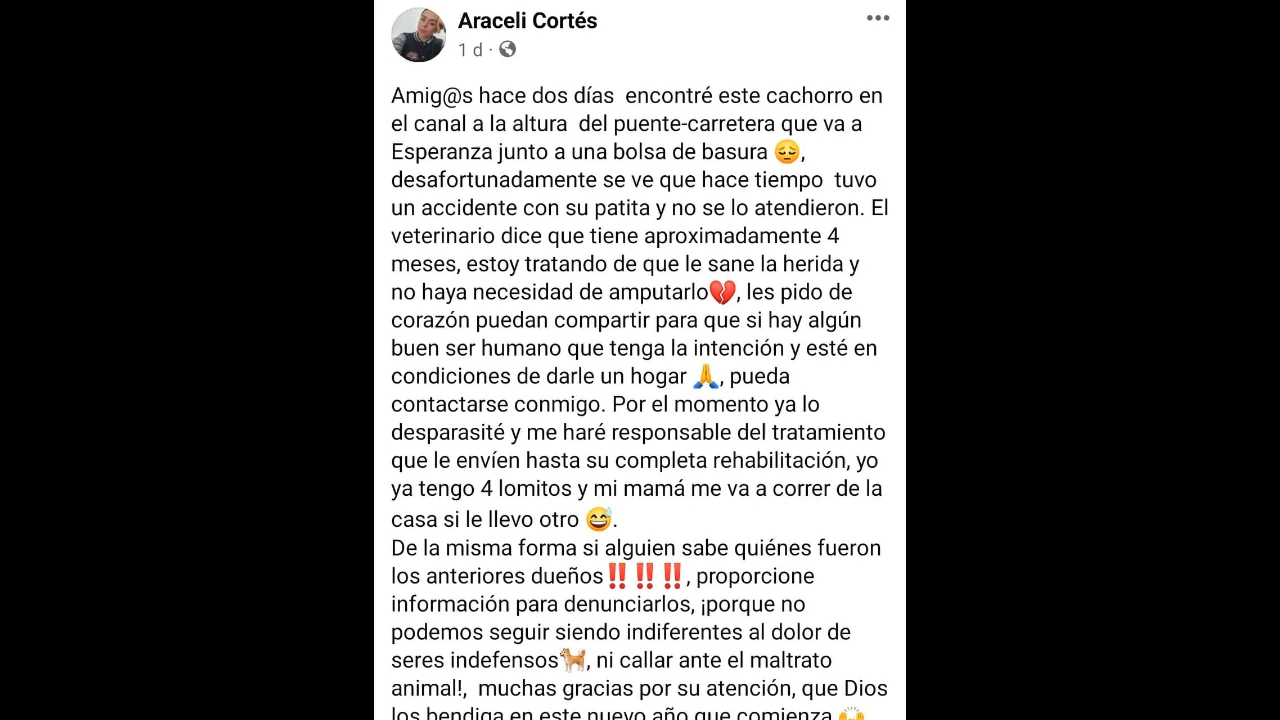 Araceli Cortés
1 d ·
Amig@s hace dos días encontré este cachorro en
el canal a la altura del puente-carretera que va a
Esperanza junto a una bolsa de basura 😔,
desafortunadamente se ve que hace tiempo tuvo
un accidente con su patita y no se lo atendieron. El
veterinario dice que tiene aproximadamente 4
meses, estoy tratando de que le sane la herida y
no haya necesidad de amputarlo💔, les pido de
corazón puedan compartir para que si hay algún
buen ser humano que tenga la intención y esté en
condiciones de darle un hogar 🙏, pueda
contactarse conmigo. Por el momento ya lo
desparasité y me haré responsable del tratamiento
que le envíen hasta su completa rehabilitación, yo
ya tengo 4 lomitos y mi mamá me va a correr de la
casa si le llevo otro 😅.
De la misma forma si alguien sabe quiénes fueron
los anteriores dueños‼️‼️‼️, proporcione
información para denunciarlos, ¡porque no
podemos seguir siendo indiferentes al dolor de
seres indefensos🐕, ni callar ante el maltrato
animal!, muchas gracias por su atención, que Dios
los bendiga en este nuevo año que comienza 🙌